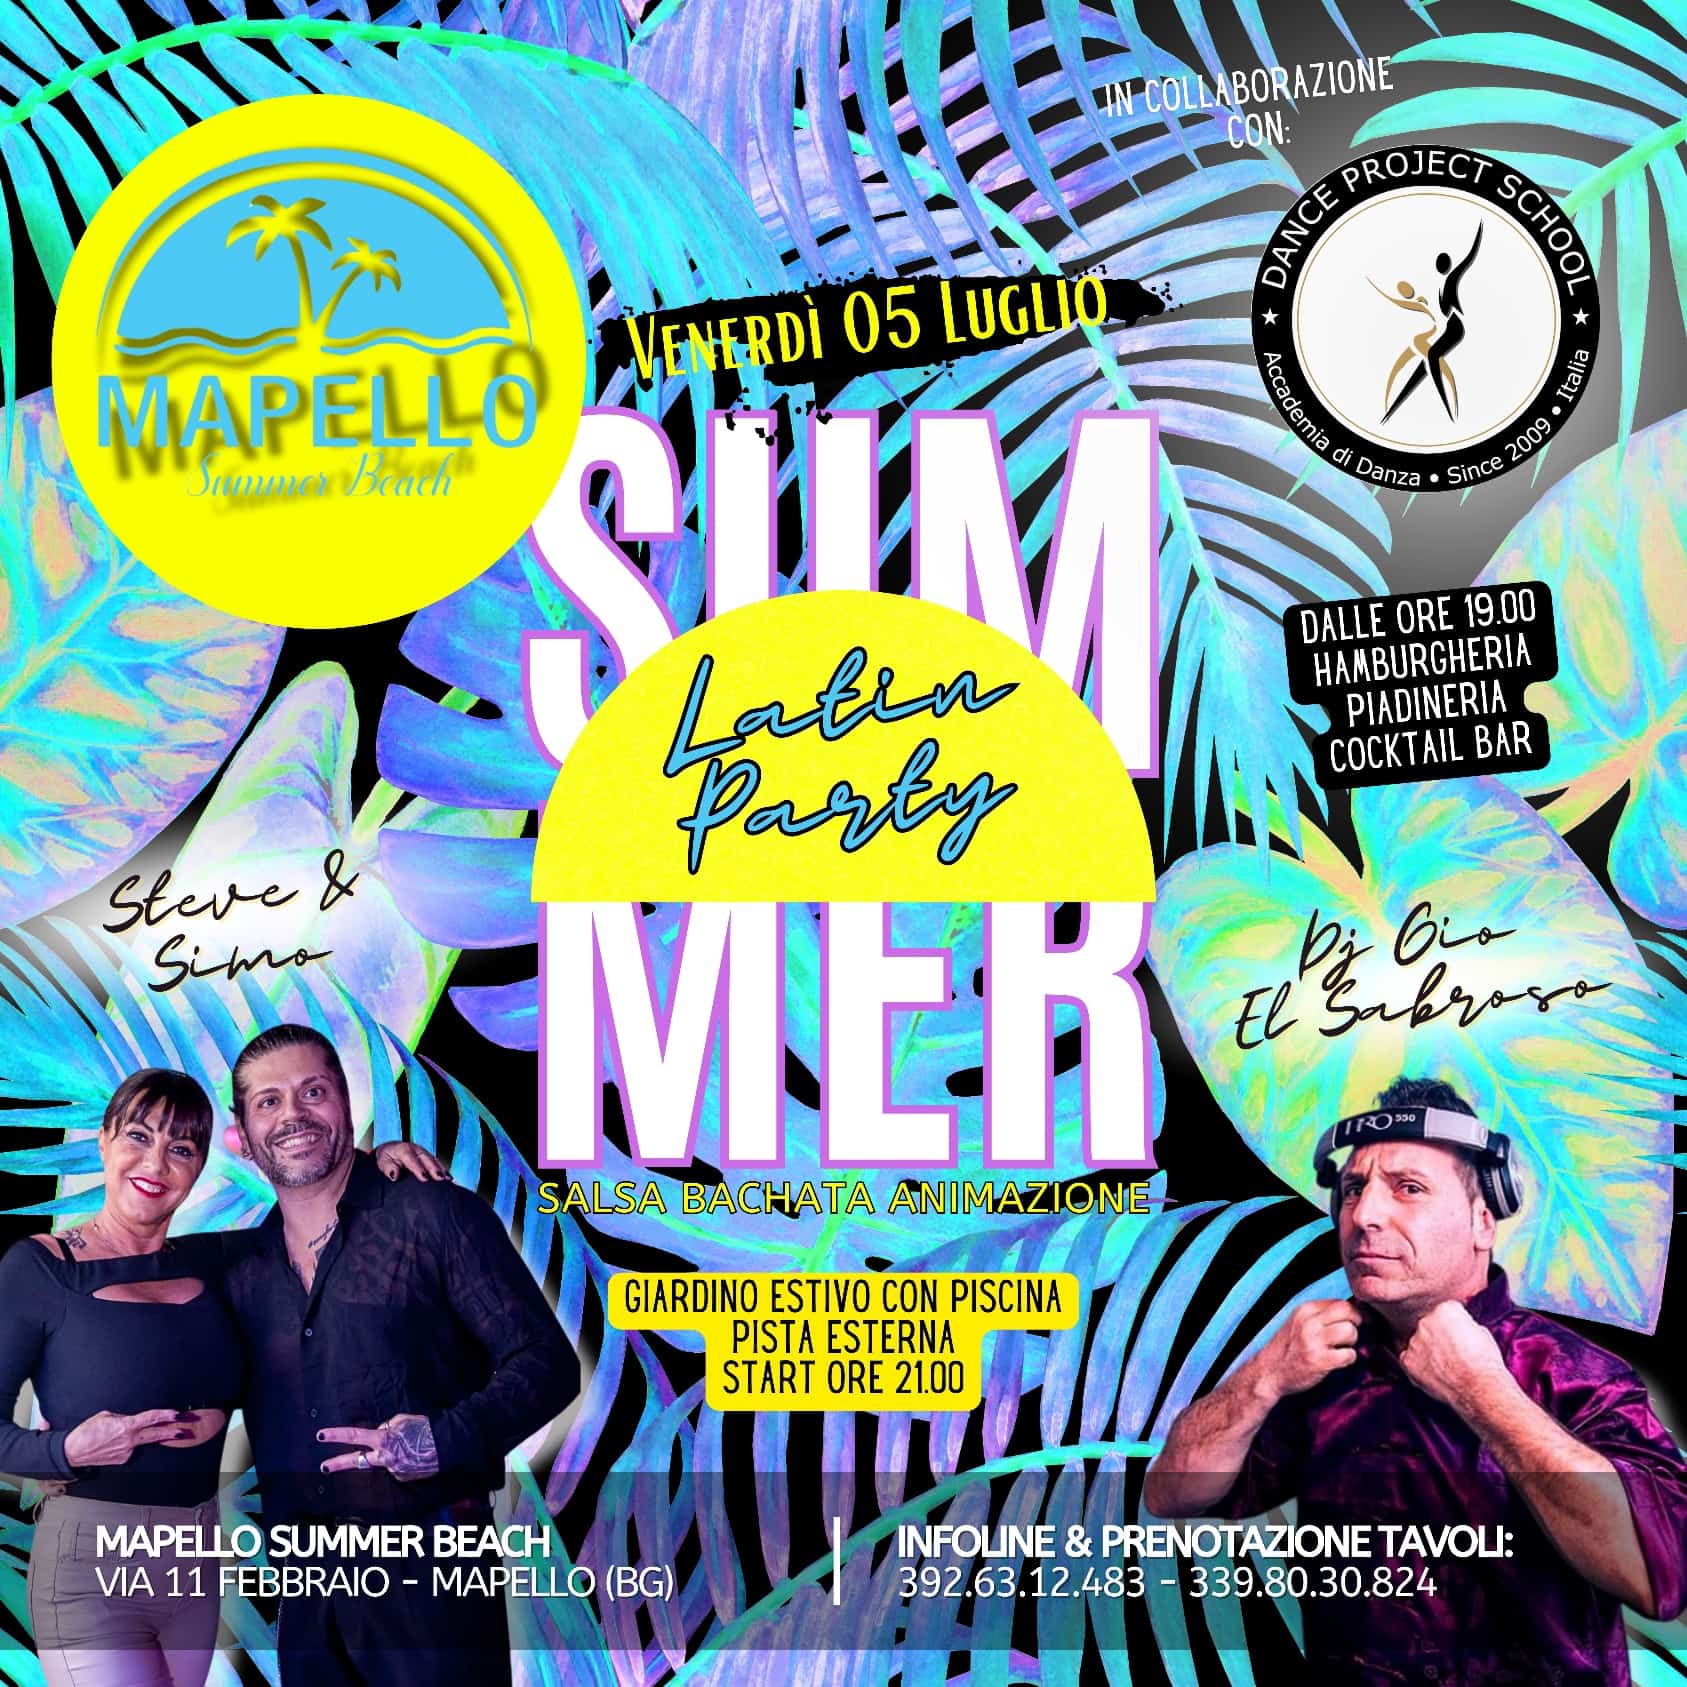 IN COLLABORAZIONE
CON:
DANCE PROJECT SCHOOL
Accademia di Danza • Since 2009 • Italia
MAPELLO
Summer Beach
VENERDÌ 05 LUGLIO
SUM
Latin
Party
MER
DALLE ORE 19.00
HAMBURGHERIA
PIADINERIA
COCKTAIL BAR
Steve &
Simo
Dj Gio
El Sabroso
SALSA BACHATA ANIMAZIONE
GIARDINO ESTIVO CON PISCINA
PISTA ESTERNA
START ORE 21.00
MAPELLO SUMMER BEACH
VIA 11 FEBBRAIO - MAPELLO (BG)
INFOLINE & PRENOTAZIONE TAVOLI:
392.63.12.483 - 339.80.30.824